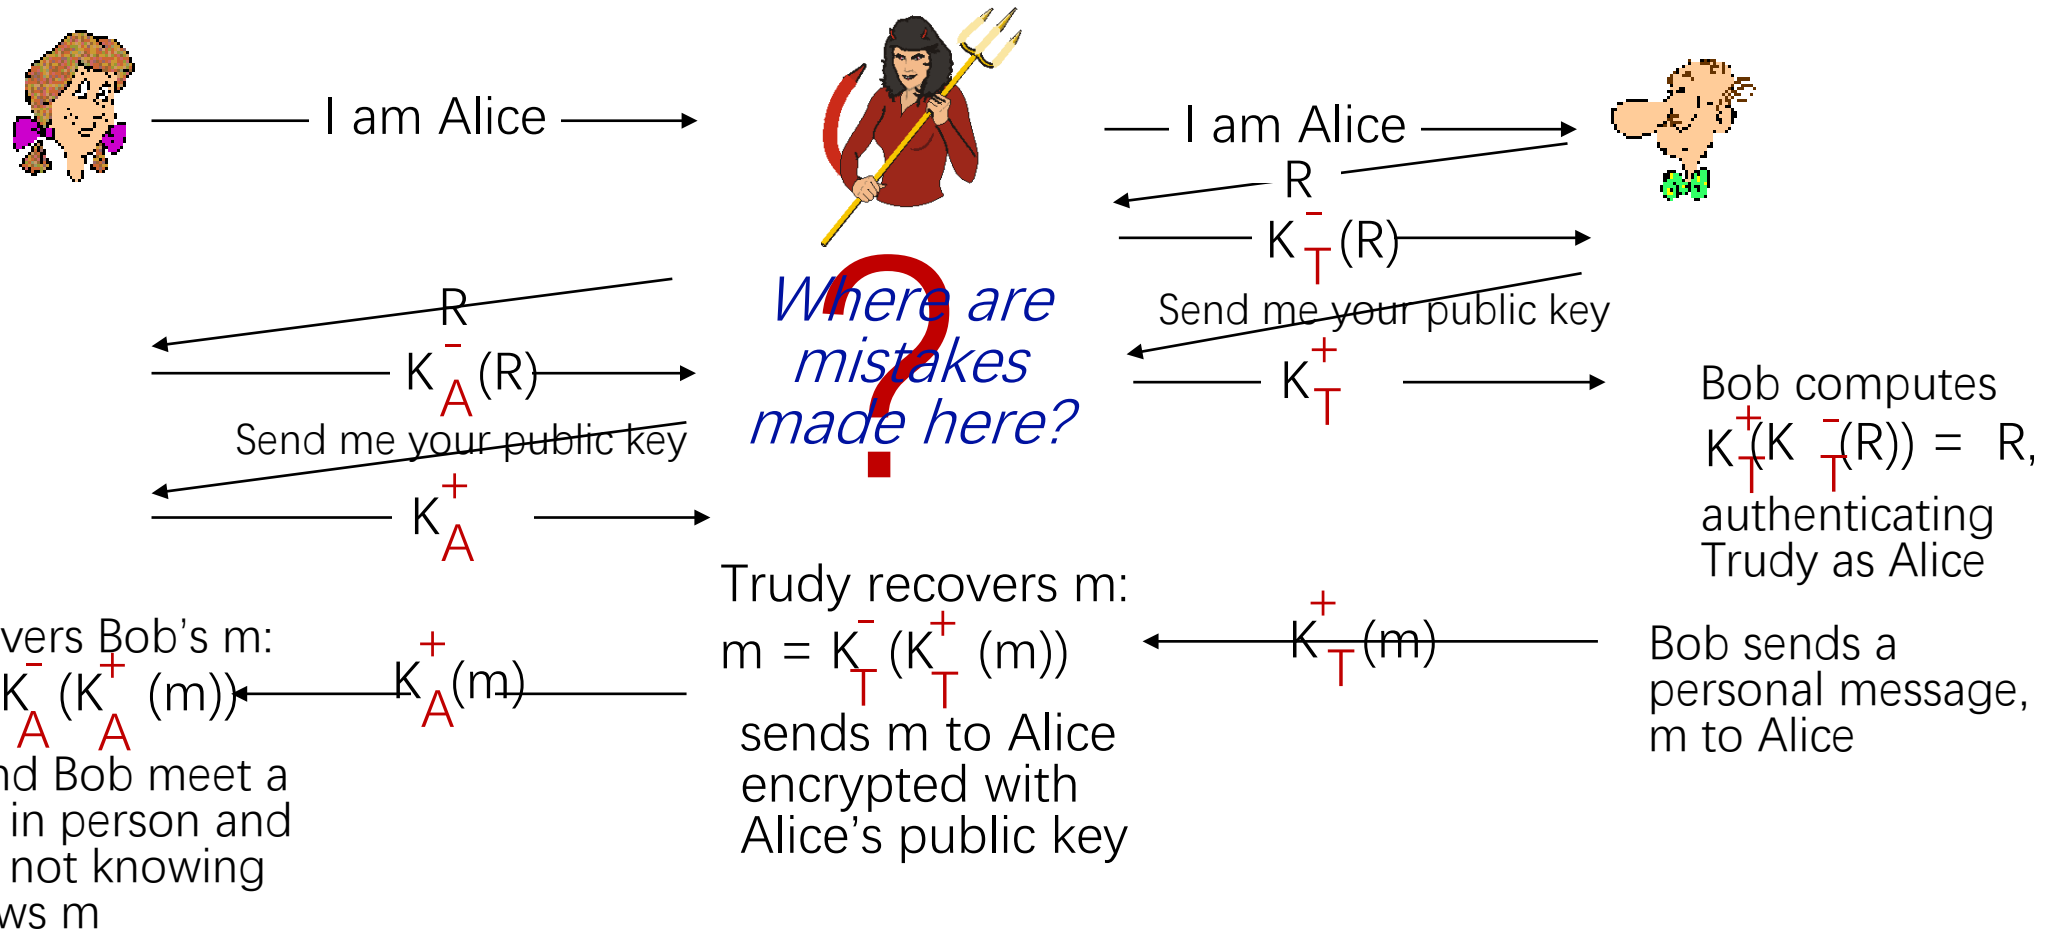 I am Alice
I am Alice
R
K⁻T(R)
Send me your public key
K⁺T
R
K⁻A(R)
Send me your public key
K⁺A
?
Where are
mistakes
made here?
Bob computes
K⁺T(K⁻T(R)) = R,
authenticating
Trudy as Alice
Bob sends a
personal message,
m to Alice
K⁺T(m)
Trudy recovers m:
m = K⁻T(K⁺T(m))
sends m to Alice
encrypted with
Alice's public key
K⁺A(m)
vers Bob's m:
K⁻A(K⁺A(m))
nd Bob meet a
in person and
not knowing
ws m